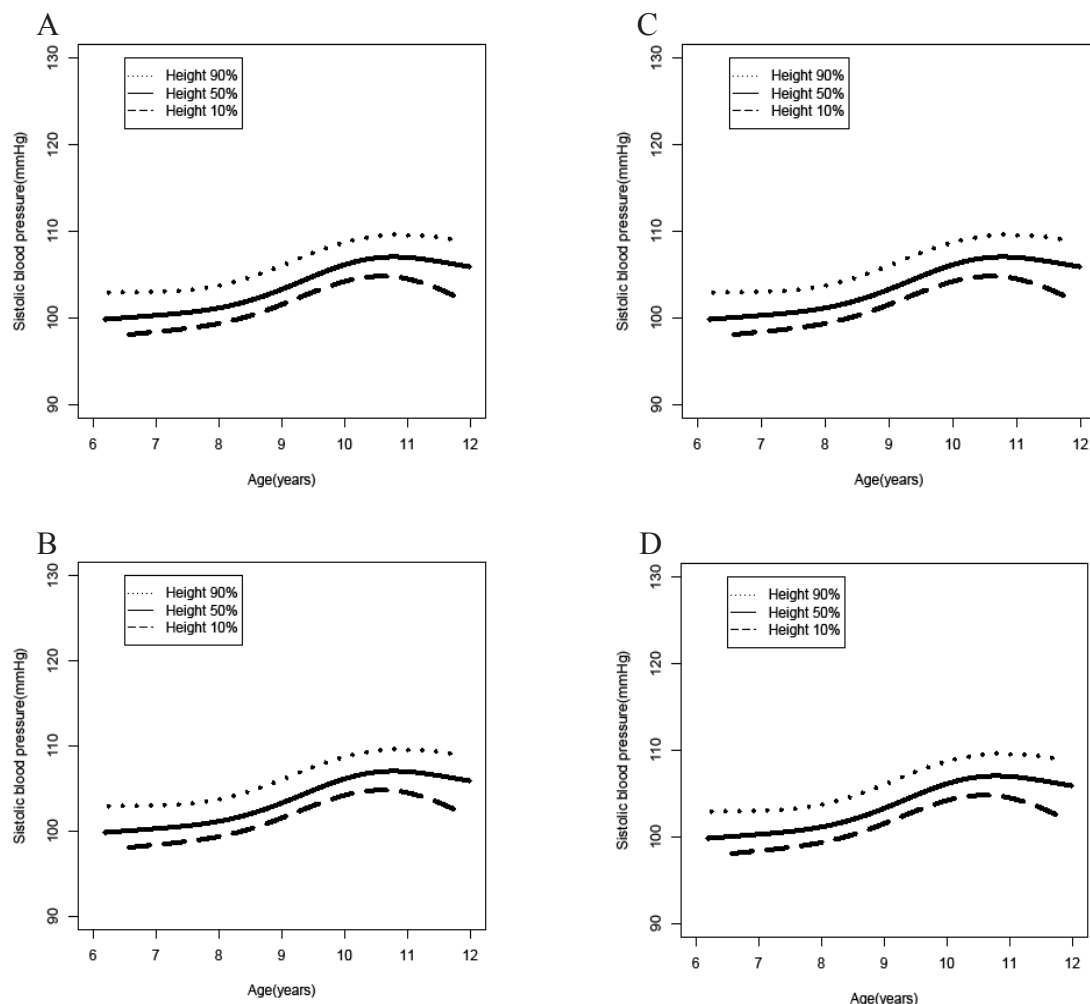 A
Height 90%
Height 50%
Height 10%
Sistolic blood pressure(mmHg)
130
120
110
100
90
6 7 8 9 10 11 12
Age(years)
C
Height 90%
Height 50%
Height 10%
Sistolic blood pressure(mmHg)
130
120
110
100
90
6 7 8 9 10 11 12
Age(years)
B
Height 90%
Height 50%
Height 10%
Sistolic blood pressure(mmHg)
130
120
110
100
90
6 7 8 9 10 11 12
Age(years)
D
Height 90%
Height 50%
Height 10%
Sistolic blood pressure(mmHg)
130
120
110
100
90
6 7 8 9 10 11 12
Age(years)